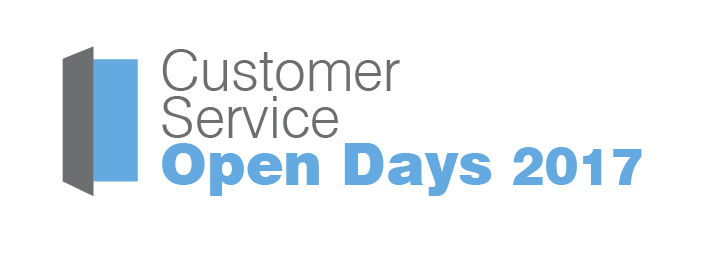 Customer
Service
Open Days 2017